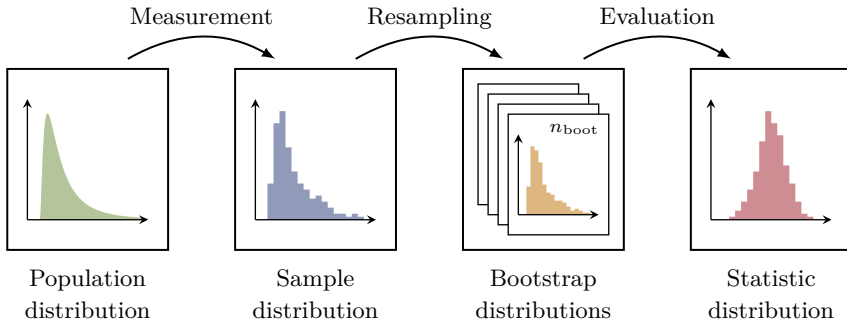 Measurement
Resampling
Evaluation
n_boot
Population
distribution
Sample
distribution
Bootstrap
distributions
Statistic
distribution